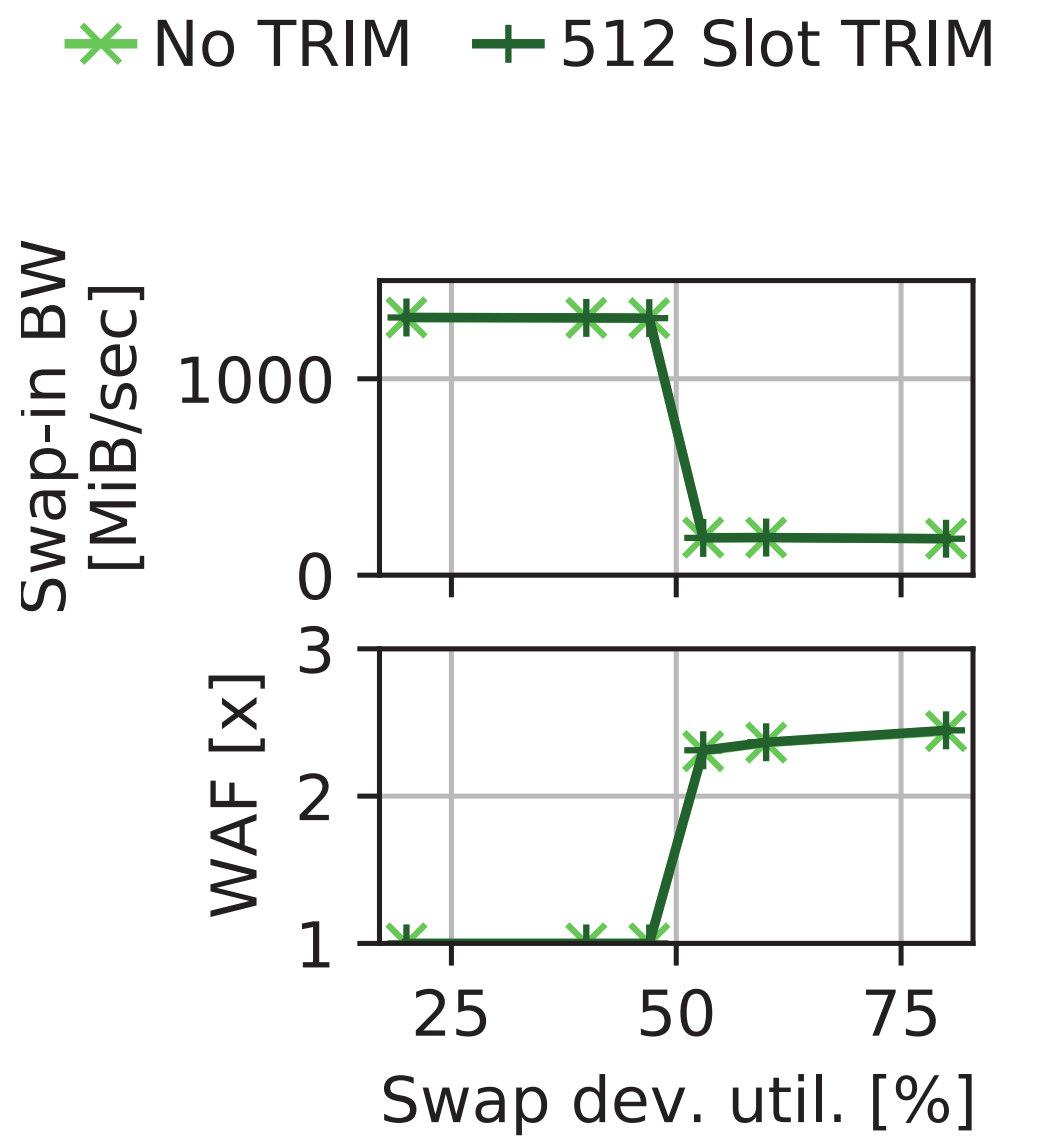 No TRIM 512 Slot TRIM
Swap-in BW
[MiB/sec]
1000
0
WAF [x]
3
2
1
25 50 75
Swap dev. util. [%]